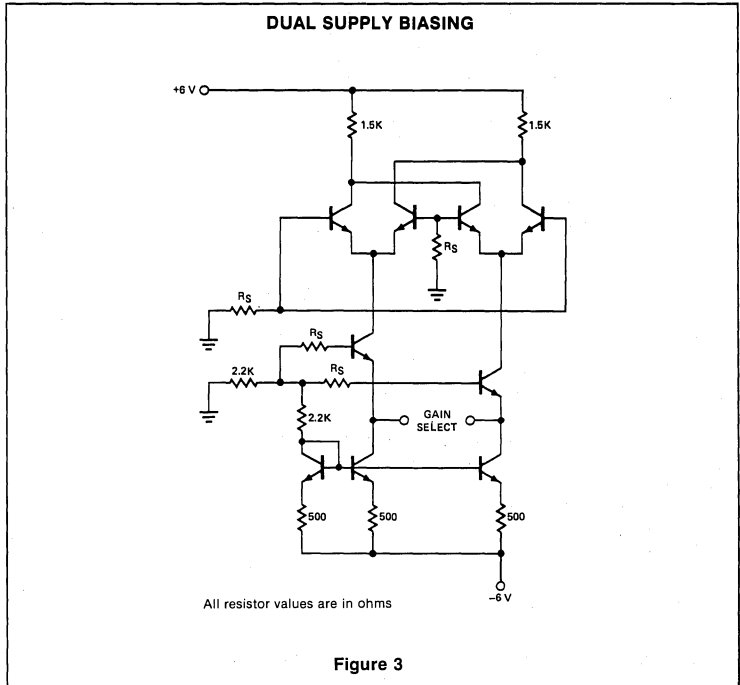 DUAL SUPPLY BIASING
+6 V
1.5K
1.5K
RS
RS
RS
2.2K
RS
GAIN
SELECT
2.2K
500
500
500
–6 V
All resistor values are in ohms
Figure 3